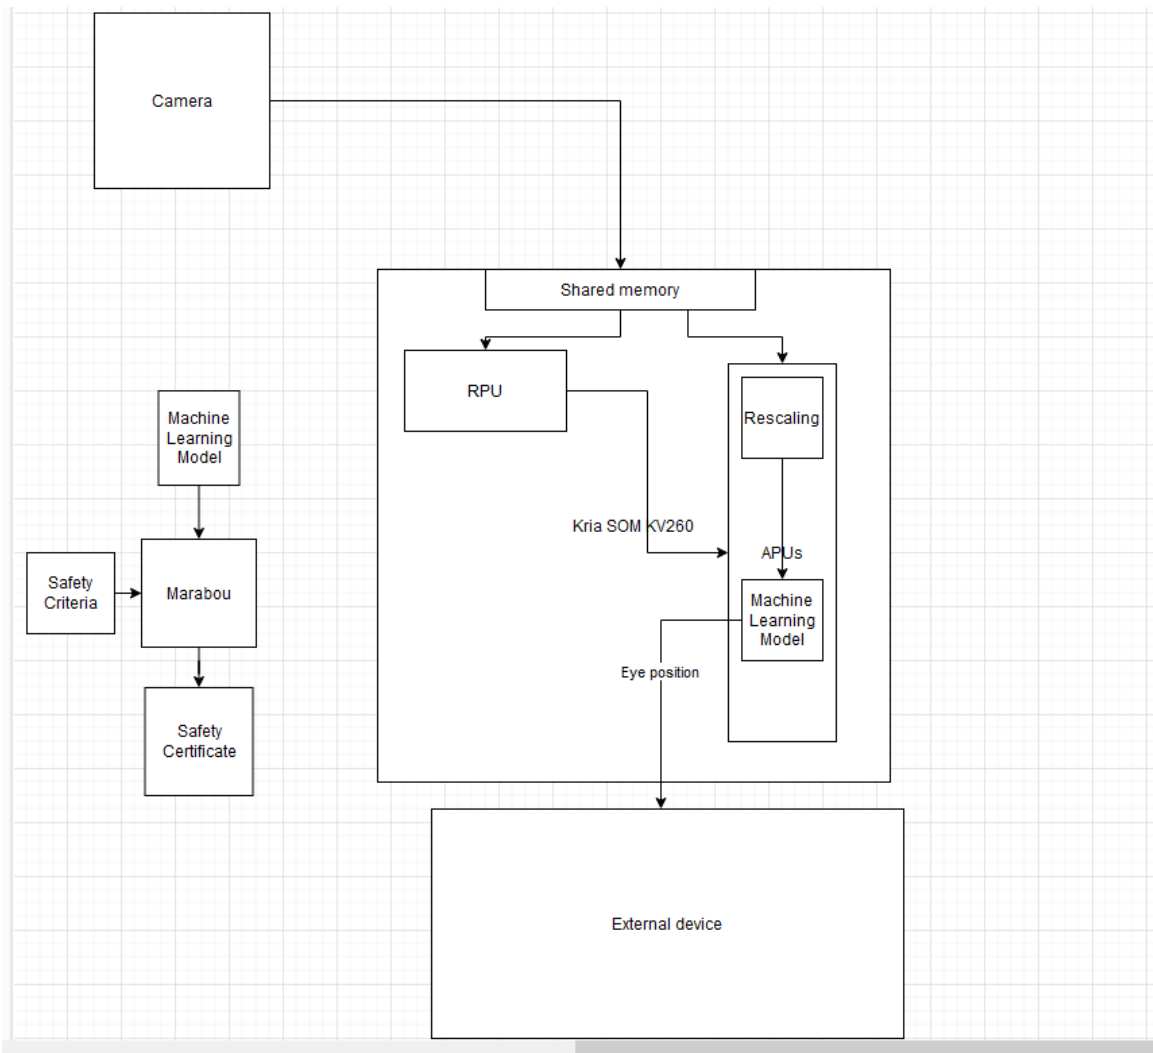 Camera
Shared memory
RPU
Rescaling
Machine
Learning
Model
Kria SOM KV260
APUs
Safety
Criteria
Marabou
Machine
Learning
Model
Eye position
Safety
Certificate
External device